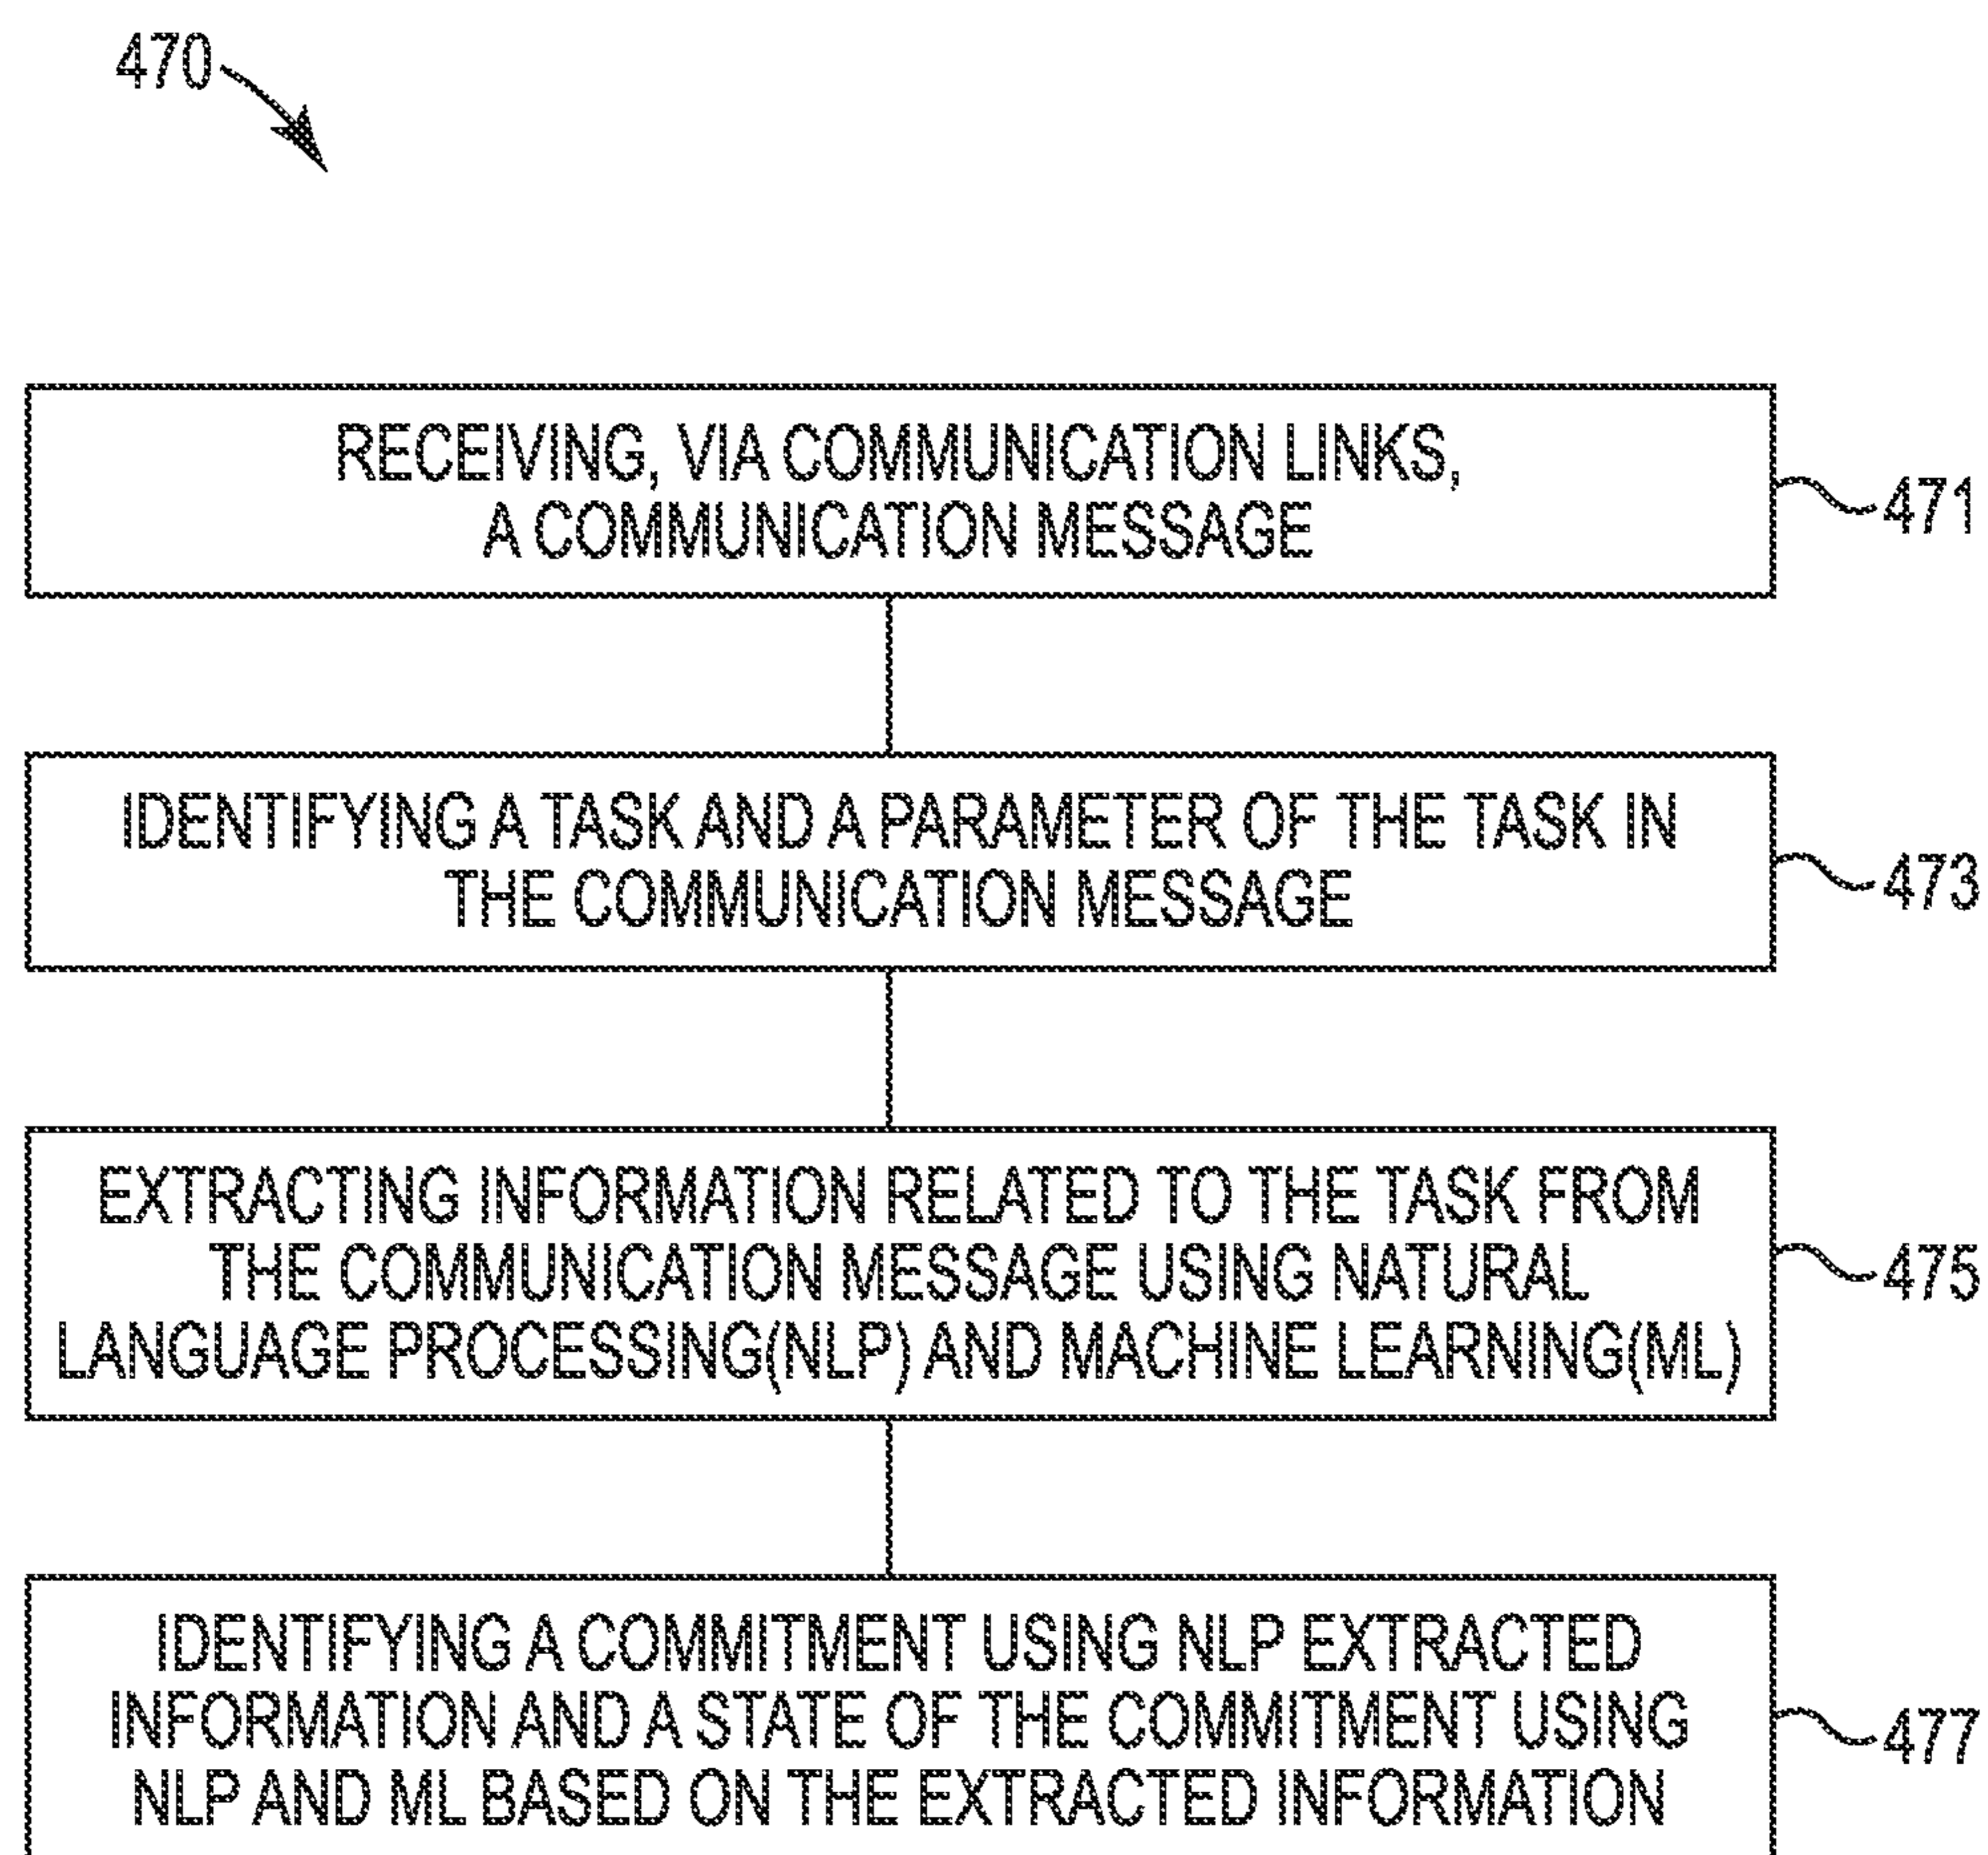 470
RECEIVING, VIA COMMUNICATION LINKS,
A COMMUNICATION MESSAGE
471
IDENTIFYING A TASK AND A PARAMETER OF THE TASK IN
THE COMMUNICATION MESSAGE
473
EXTRACTING INFORMATION RELATED TO THE TASK FROM
THE COMMUNICATION MESSAGE USING NATURAL
LANGUAGE PROCESSING(NLP) AND MACHINE LEARNING(ML)
475
IDENTIFYING A COMMITMENT USING NLP EXTRACTED
INFORMATION AND A STATE OF THE COMMITMENT USING
NLP AND ML BASED ON THE EXTRACTED INFORMATION
477